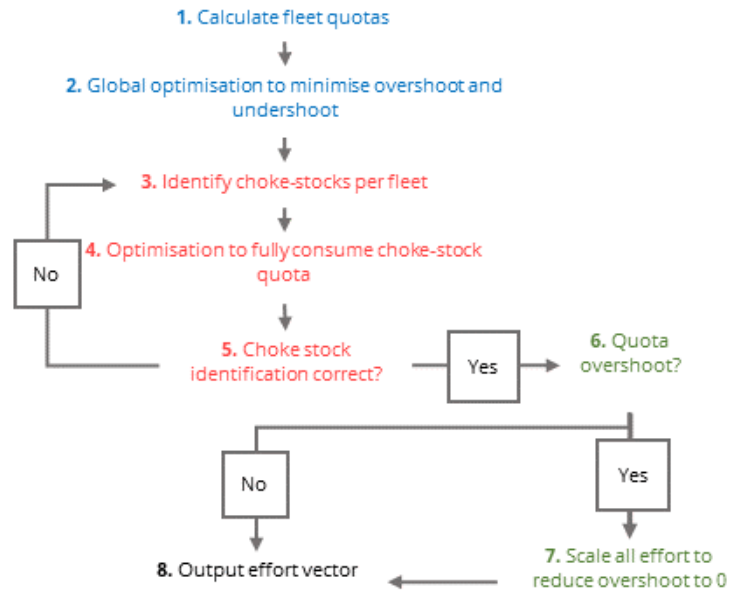 1. Calculate fleet quotas
2. Global optimisation to minimise overshoot and
undershoot
3. Identify choke-stocks per fleet
4. Optimisation to fully consume choke-stock
quota
No
5. Choke stock
identification correct?
Yes
6. Quota
overshoot?
No
Yes
8. Output effort vector
7. Scale all effort to
reduce overshoot to 0